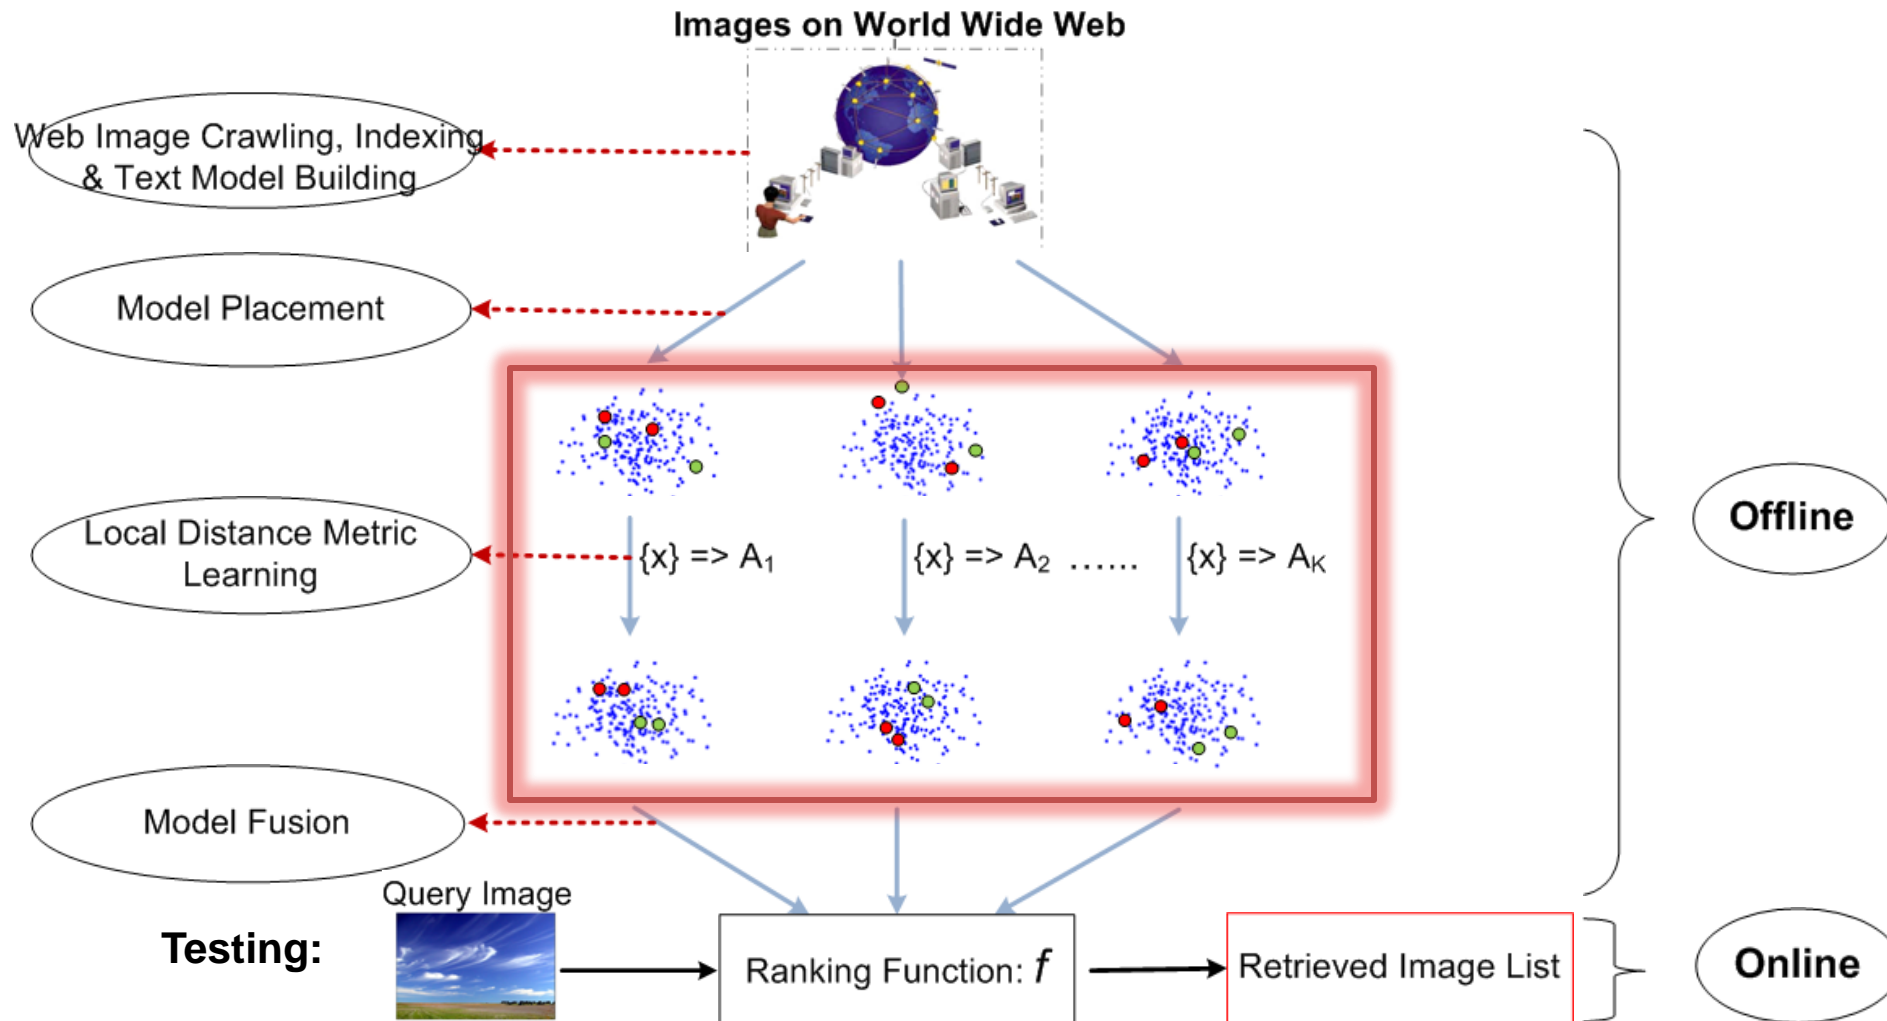 Images on World Wide Web
Web Image Crawling, Indexing
& Text Model Building
Model Placement
Local Distance Metric
Learning
{x} => A1
{x} => A2 ......
{x} => AK
Offline
Model Fusion
Query Image
Testing:
Ranking Function: f
Retrieved Image List
Online